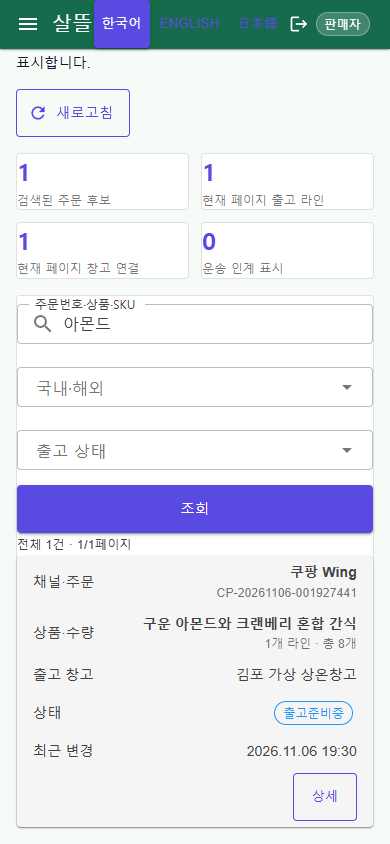 살뜰
한국어
ENGLISH
日本語
판매자
표시합니다.
새로고침
1
검색된 주문 후보
1
현재 페이지 출고 라인
1
현재 페이지 창고 연결
0
운송 인계 표시
주문번호·상품·SKU
아몬드
국내·해외
출고 상태
조회
전체 1건 · 1/1페이지
채널·주문
쿠팡 Wing
CP-20261106-001927441
상품·수량
구운 아몬드와 크랜베리 혼합 간식
1개 라인 · 총 8개
출고 창고
김포 가상 상온창고
상태
출고준비중
최근 변경
2026.11.06 19:30
상세